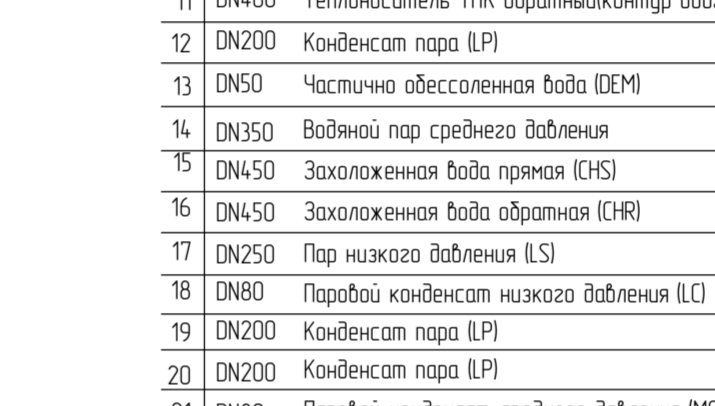 12 DN200 Конденсат пара (LP)
13 DN50 Частично обессоленная вода (DEM)
14 DN350 Водяной пар среднего давления
15 DN450 Захоложенная вода прямая (CHS)
16 DN450 Захоложенная вода обратная (CHR)
17 DN250 Пар низкого давления (LS)
18 DN80 Паровой конденсат низкого давления (LC)
19 DN200 Конденсат пара (LP)
20 DN200 Конденсат пара (LP)